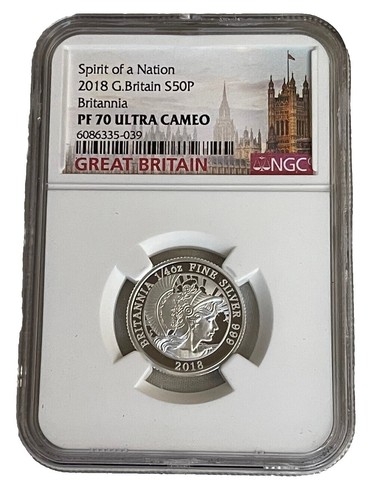 Spirit of a Nation
2018 G.Britain S50P
Britannia
PF 70 ULTRA CAMEO
6086335-039
GREAT BRITAIN
NGC
BRITANNIA 1/4oz FINE SILVER 999
2018